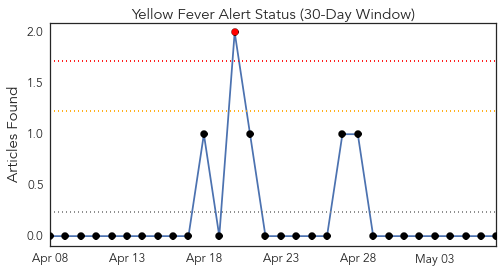 Yellow Fever Alert Status (30-Day Window)
Articles Found
2.0
1.5
1.0
0.5
0.0
Apr 08 Apr 13 Apr 18 Apr 23 Apr 28 May 03